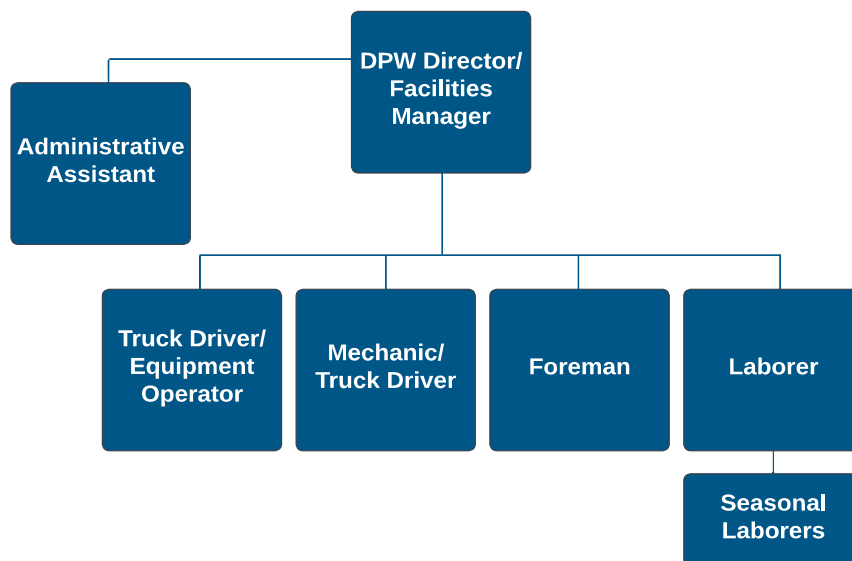 DPW Director/
Facilities
Manager
Administrative
Assistant
Truck Driver/
Equipment
Operator
Mechanic/
Truck Driver
Foreman
Laborer
Seasonal
Laborers